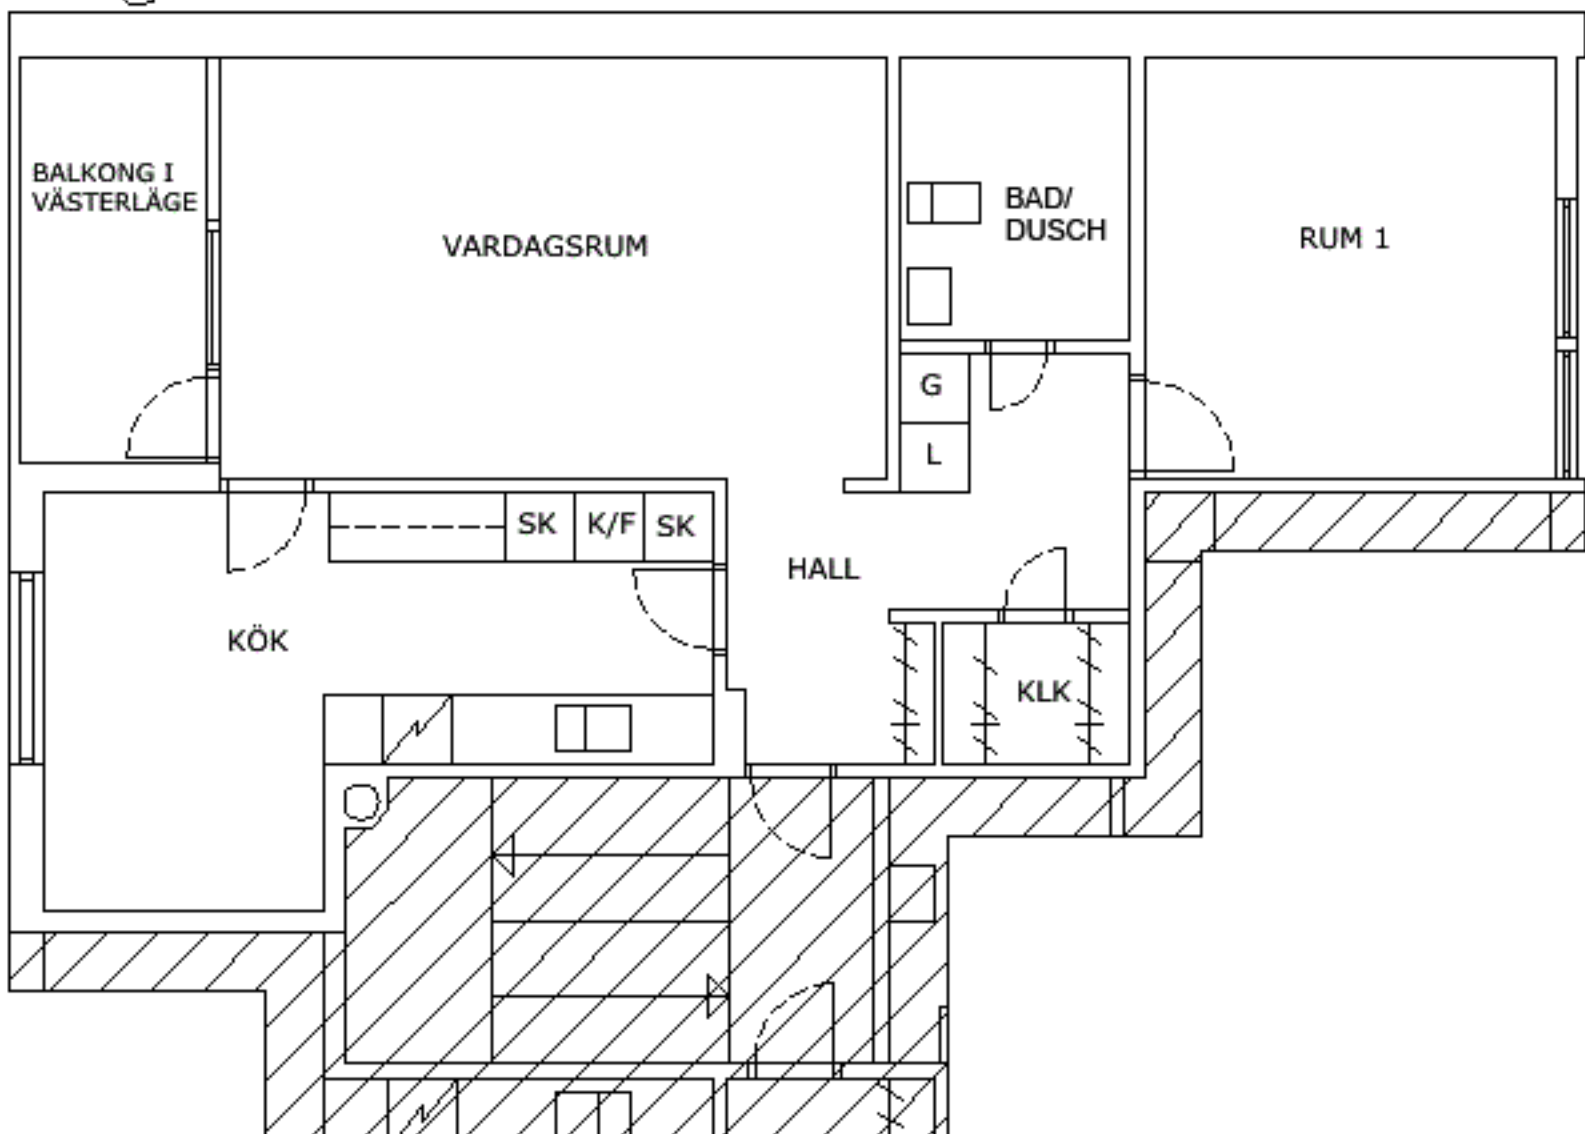 BALKONG I
VÄSTERLÄGE
VARDAGSRUM
BAD/
DUSCH
RUM 1
G
L
SK
K/F
SK
HALL
KÖK
KLK